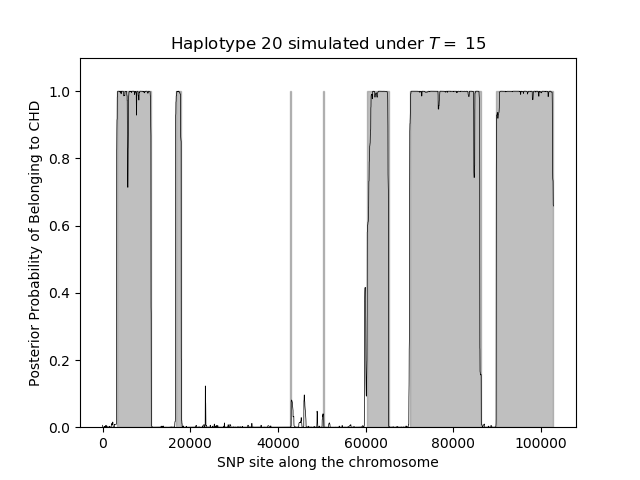 Haplotype 20 simulated under T = 15
Posterior Probability of Belonging to CHD
1.0
0.8
0.6
0.4
0.2
0.0
0 20000 40000 60000 80000 100000
SNP site along the chromosome